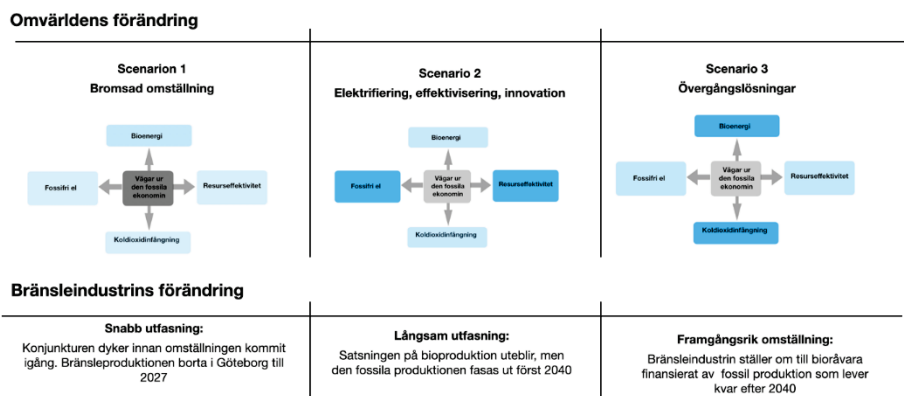 Omvärldens förändring
Scenarion 1
Bromsad omställning
Bioenergi
Fossifri el
Vägar ur
den fossila
ekonomin
Resurseffektivitet
Koldioxidinfångning
Scenario 2
Elektrifiering, effektivisering, innovation
Bioenergi
Fossifri el
Vägar ur
den fossila
ekonomin
Resurseffektivitet
Koldioxidinfångning
Scenario 3
Övergångslösningar
Bioenergi
Fossifri el
Vägar ur
den fossila
ekonomin
Resurseffektivitet
Koldioxidinfångning
Bränsleindustrins förändring
Snabb utfasning:
Konjunkturen dyker innan omställningen kommit
igång. Bränsleproduktionen borta i Göteborg till
2027
Långsam utfasning:
Satsningen på bioproduktion uteblir, men
den fossila produktionen fasas ut först 2040
Framgångsrik omställning:
Bränsleindustrin ställer om till bioråvara
finansierat av fossil produktion som lever
kvar efter 2040